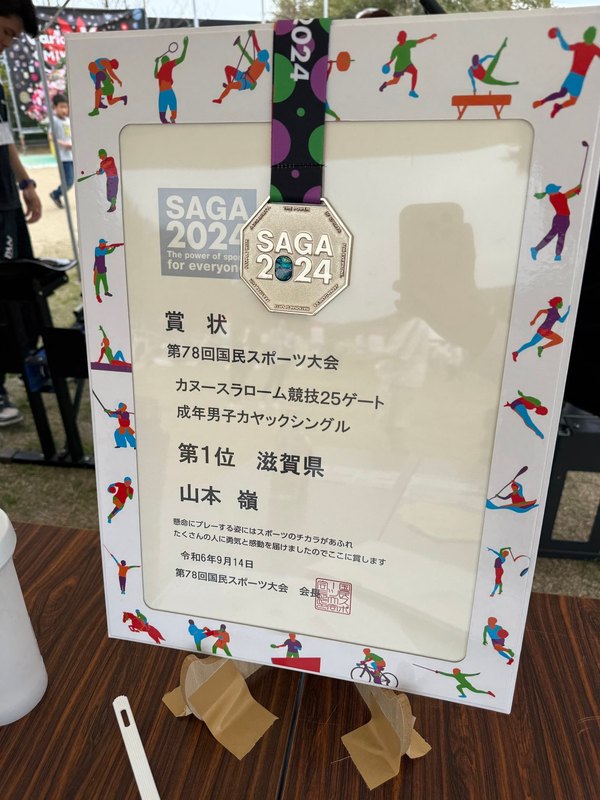 2024
SAGA
2024
The power of spo
for everyon
SAGA
2024
賞 状
第78回国民スポーツ大会
カヌースラローム競技25ゲート
成年男子カヤックシングル
第1位 滋賀県
山本 嶺
懸命にプレーする姿にはスポーツのチカラがあふれ
たくさんの人に勇気と感動を届けましたのでここに賞します
令和6年9月14日
第78回国民スポーツ大会 会長